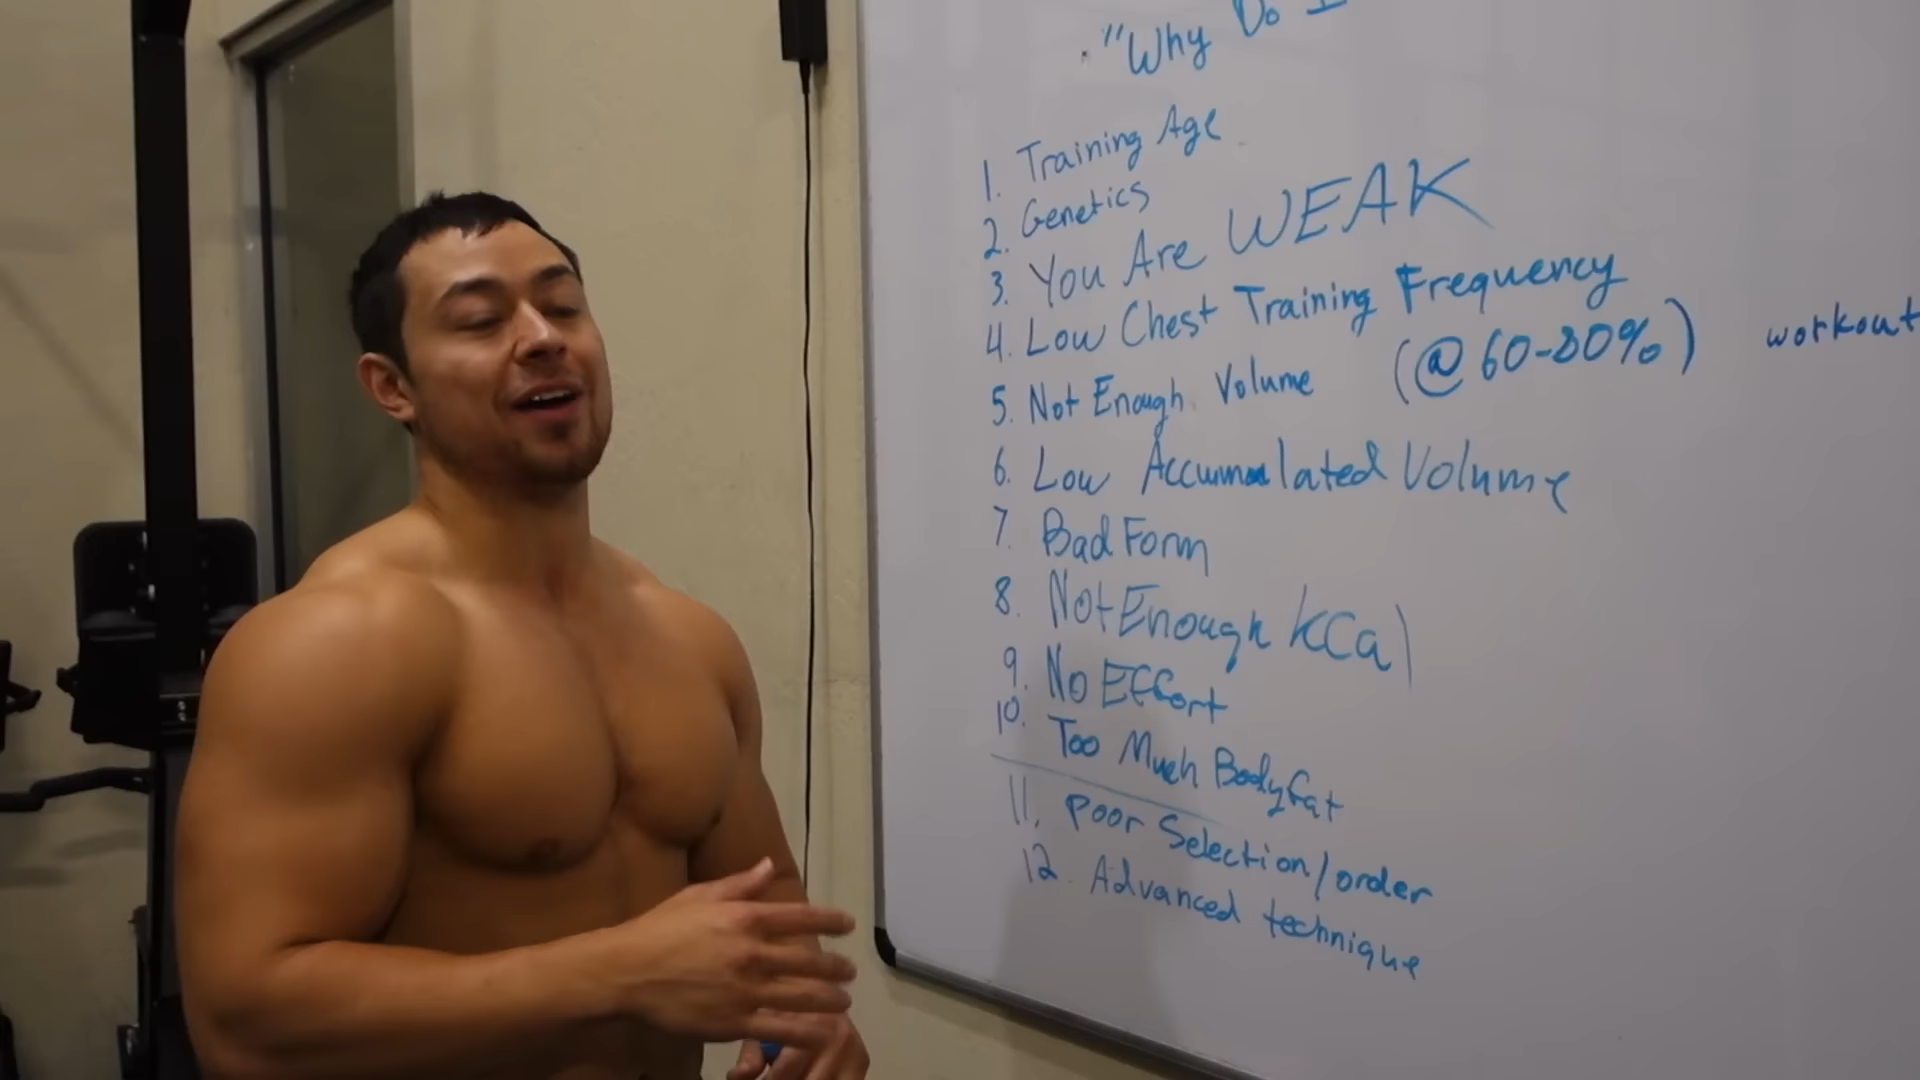 "Why Do I
1. Training Age
2. Genetics
3. You Are WEAK
4. Low Chest Training Frequency
5. Not Enough Volume (@ 60-80%) workout
6. Low Accumulated Volume
7. Bad Form
8. Not Enough kCal
9. No Effort
10. Too Much Bodyfat
11. Poor Selection/order
12. Advanced technique